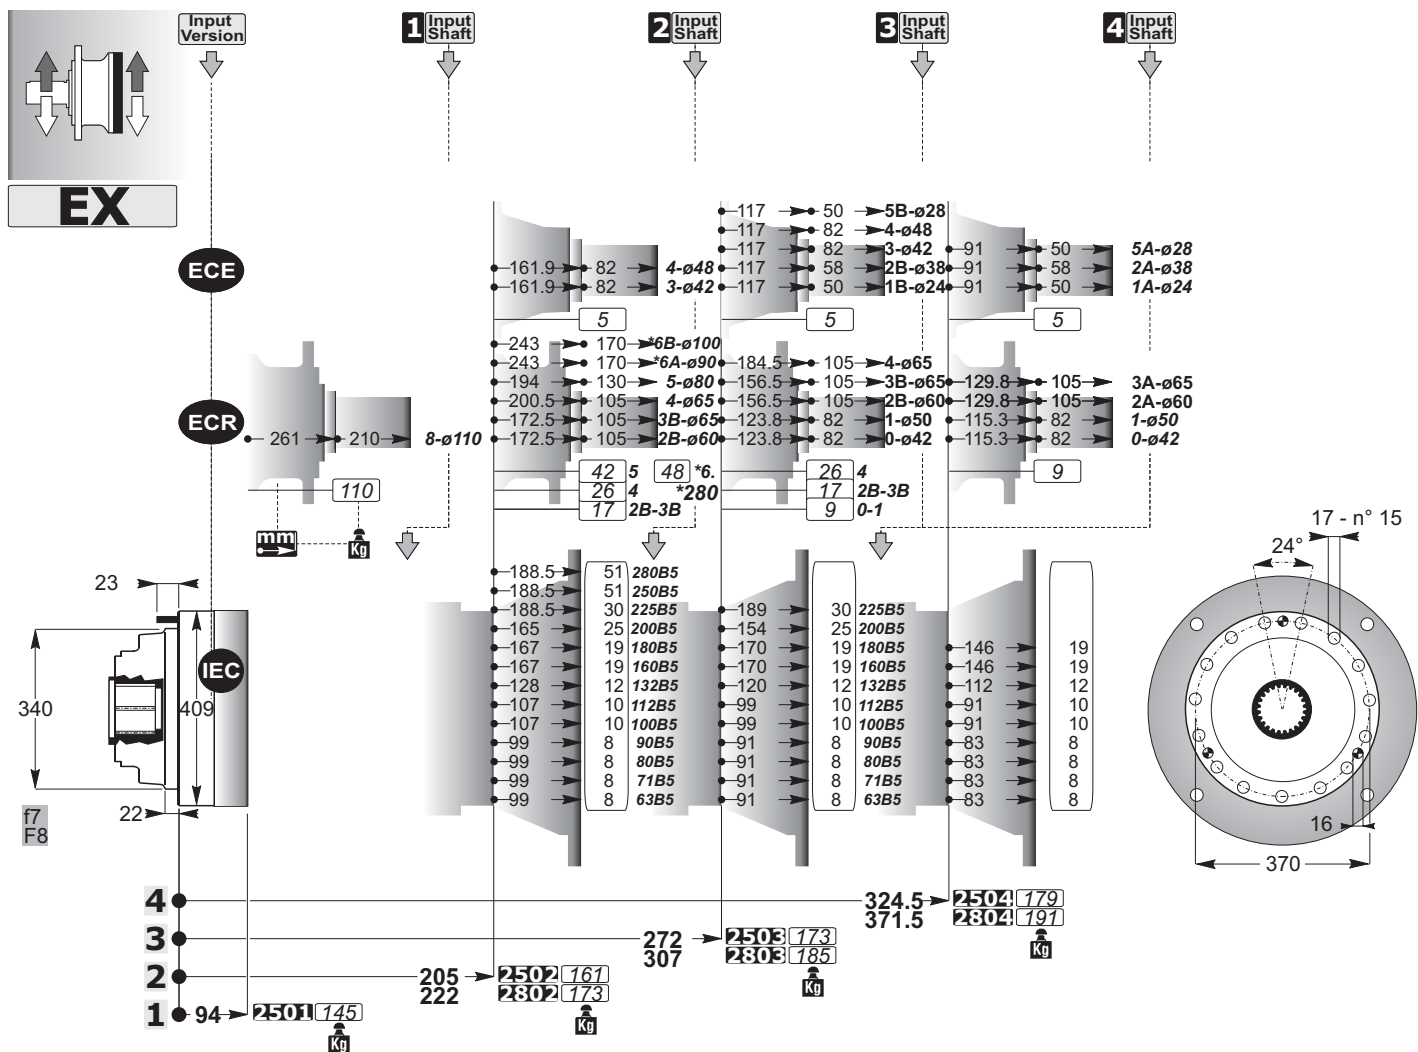 Input Version
1 Input Shaft
2 Input Shaft
3 Input Shaft
4 Input Shaft
EX
117 50 5B-ø28
117 82 4-ø48
ECE
117 82 3-ø42 91 50 5A-ø28
161.9 82 4-ø48 117 58 2B-ø38 91 58 2A-ø38
161.9 82 3-ø42 117 50 1B-ø24 91 50 1A-ø24
5 5 5
243 170 *6B-ø100
243 170 *6A-ø90 184.5 105 4-ø65
194 130 5-ø80 156.5 105 3B-ø65 129.8 105 3A-ø65
200.5 105 4-ø65 156.5 105 2B-ø60 129.8 105 2A-ø60
ECR
172.5 105 3B-ø65 123.8 82 1-ø50 115.3 82 1-ø50
261 210 8-ø110 172.5 105 2B-ø60 123.8 82 0-ø42 115.3 82 0-ø42
42 5 48 *6. 26 4 9
110 26 4 *280 17 2B-3B
17 2B-3B 9 0-1
mm Kg
17 - n° 15
24°
188.5 51 280B5
188.5 51 250B5
188.5 30 225B5 189 30 225B5
165 25 200B5 154 25 200B5
167 19 180B5 170 19 180B5 146 19
167 19 160B5 170 19 160B5 146 19
128 12 132B5 120 12 132B5 112 12
107 10 112B5 99 10 112B5 91 10
107 10 100B5 99 10 100B5 91 10
99 8 90B5 91 8 90B5 83 8
99 8 80B5 91 8 80B5 83 8
99 8 71B5 91 8 71B5 83 8
99 8 63B5 91 8 63B5 83 8
23
IEC
340
409
22
f7
F8
16
370
4 324.5 2504 179
371.5 2804 191
Kg
3 272 2503 173
307 2803 185
Kg
2 205 2502 161
222 2802 173
Kg
1 94 2501 145
Kg